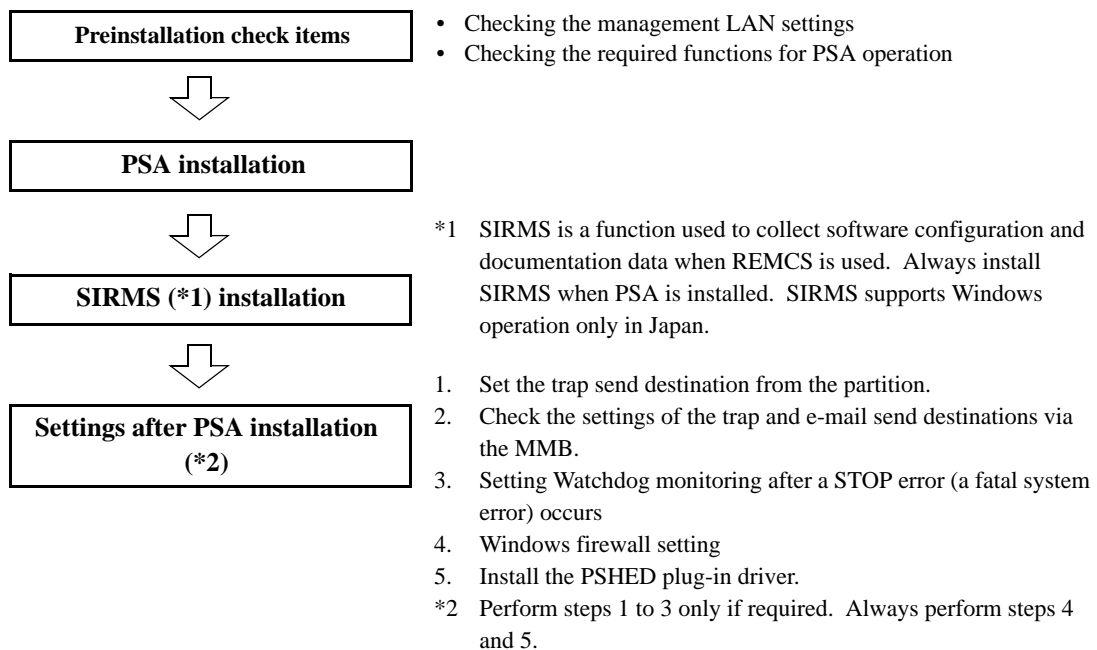 Preinstallation check items
• Checking the management LAN settings
• Checking the required functions for PSA operation
PSA installation
SIRMS (*1) installation
*1 SIRMS is a function used to collect software configuration and
documentation data when REMCS is used. Always install
SIRMS when PSA is installed. SIRMS supports Windows
operation only in Japan.
Settings after PSA installation
(*2)
1. Set the trap send destination from the partition.
2. Check the settings of the trap and e-mail send destinations via
the MMB.
3. Setting Watchdog monitoring after a STOP error (a fatal system
error) occurs
4. Windows firewall setting
5. Install the PSHED plug-in driver.
*2 Perform steps 1 to 3 only if required. Always perform steps 4
and 5.